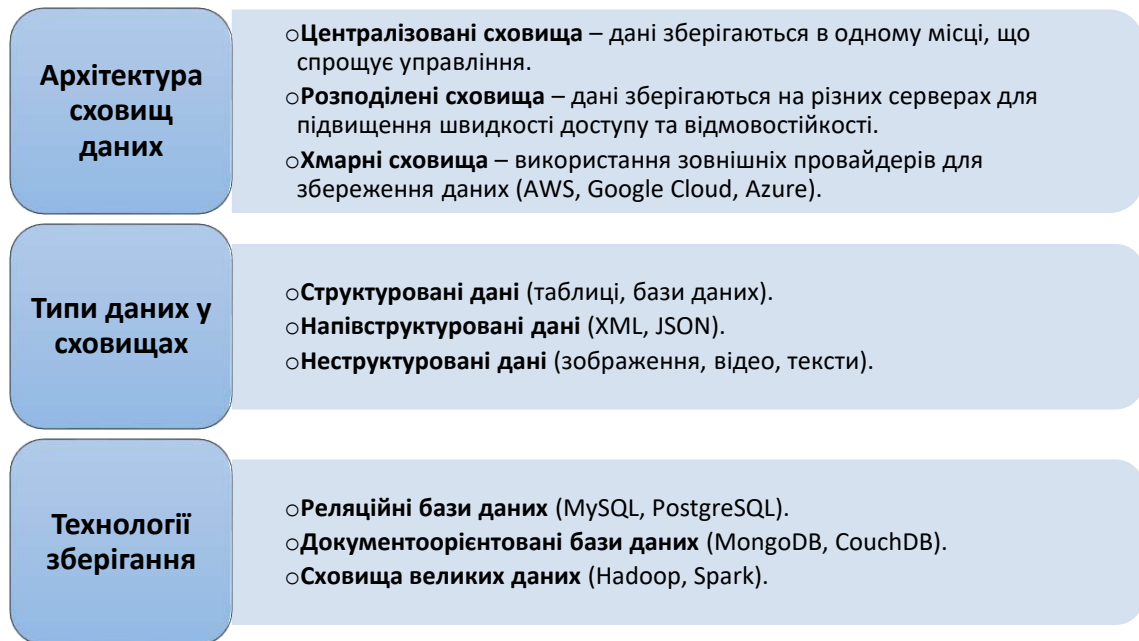 Архітектура
сховищ
даних
oЦентралізовані сховища – дані зберігаються в одному місці, що
спрощує управління.
oРозподілені сховища – дані зберігаються на різних серверах для
підвищення швидкості доступу та відмовостійкості.
oХмарні сховища – використання зовнішніх провайдерів для
збереження даних (AWS, Google Cloud, Azure).
Типи даних у
сховищах
oСтруктуровані дані (таблиці, бази даних).
oНапівструктуровані дані (XML, JSON).
oНеструктуровані дані (зображення, відео, тексти).
Технології
зберігання
oРеляційні бази даних (MySQL, PostgreSQL).
oДокументоорієнтовані бази даних (MongoDB, CouchDB).
oСховища великих даних (Hadoop, Spark).